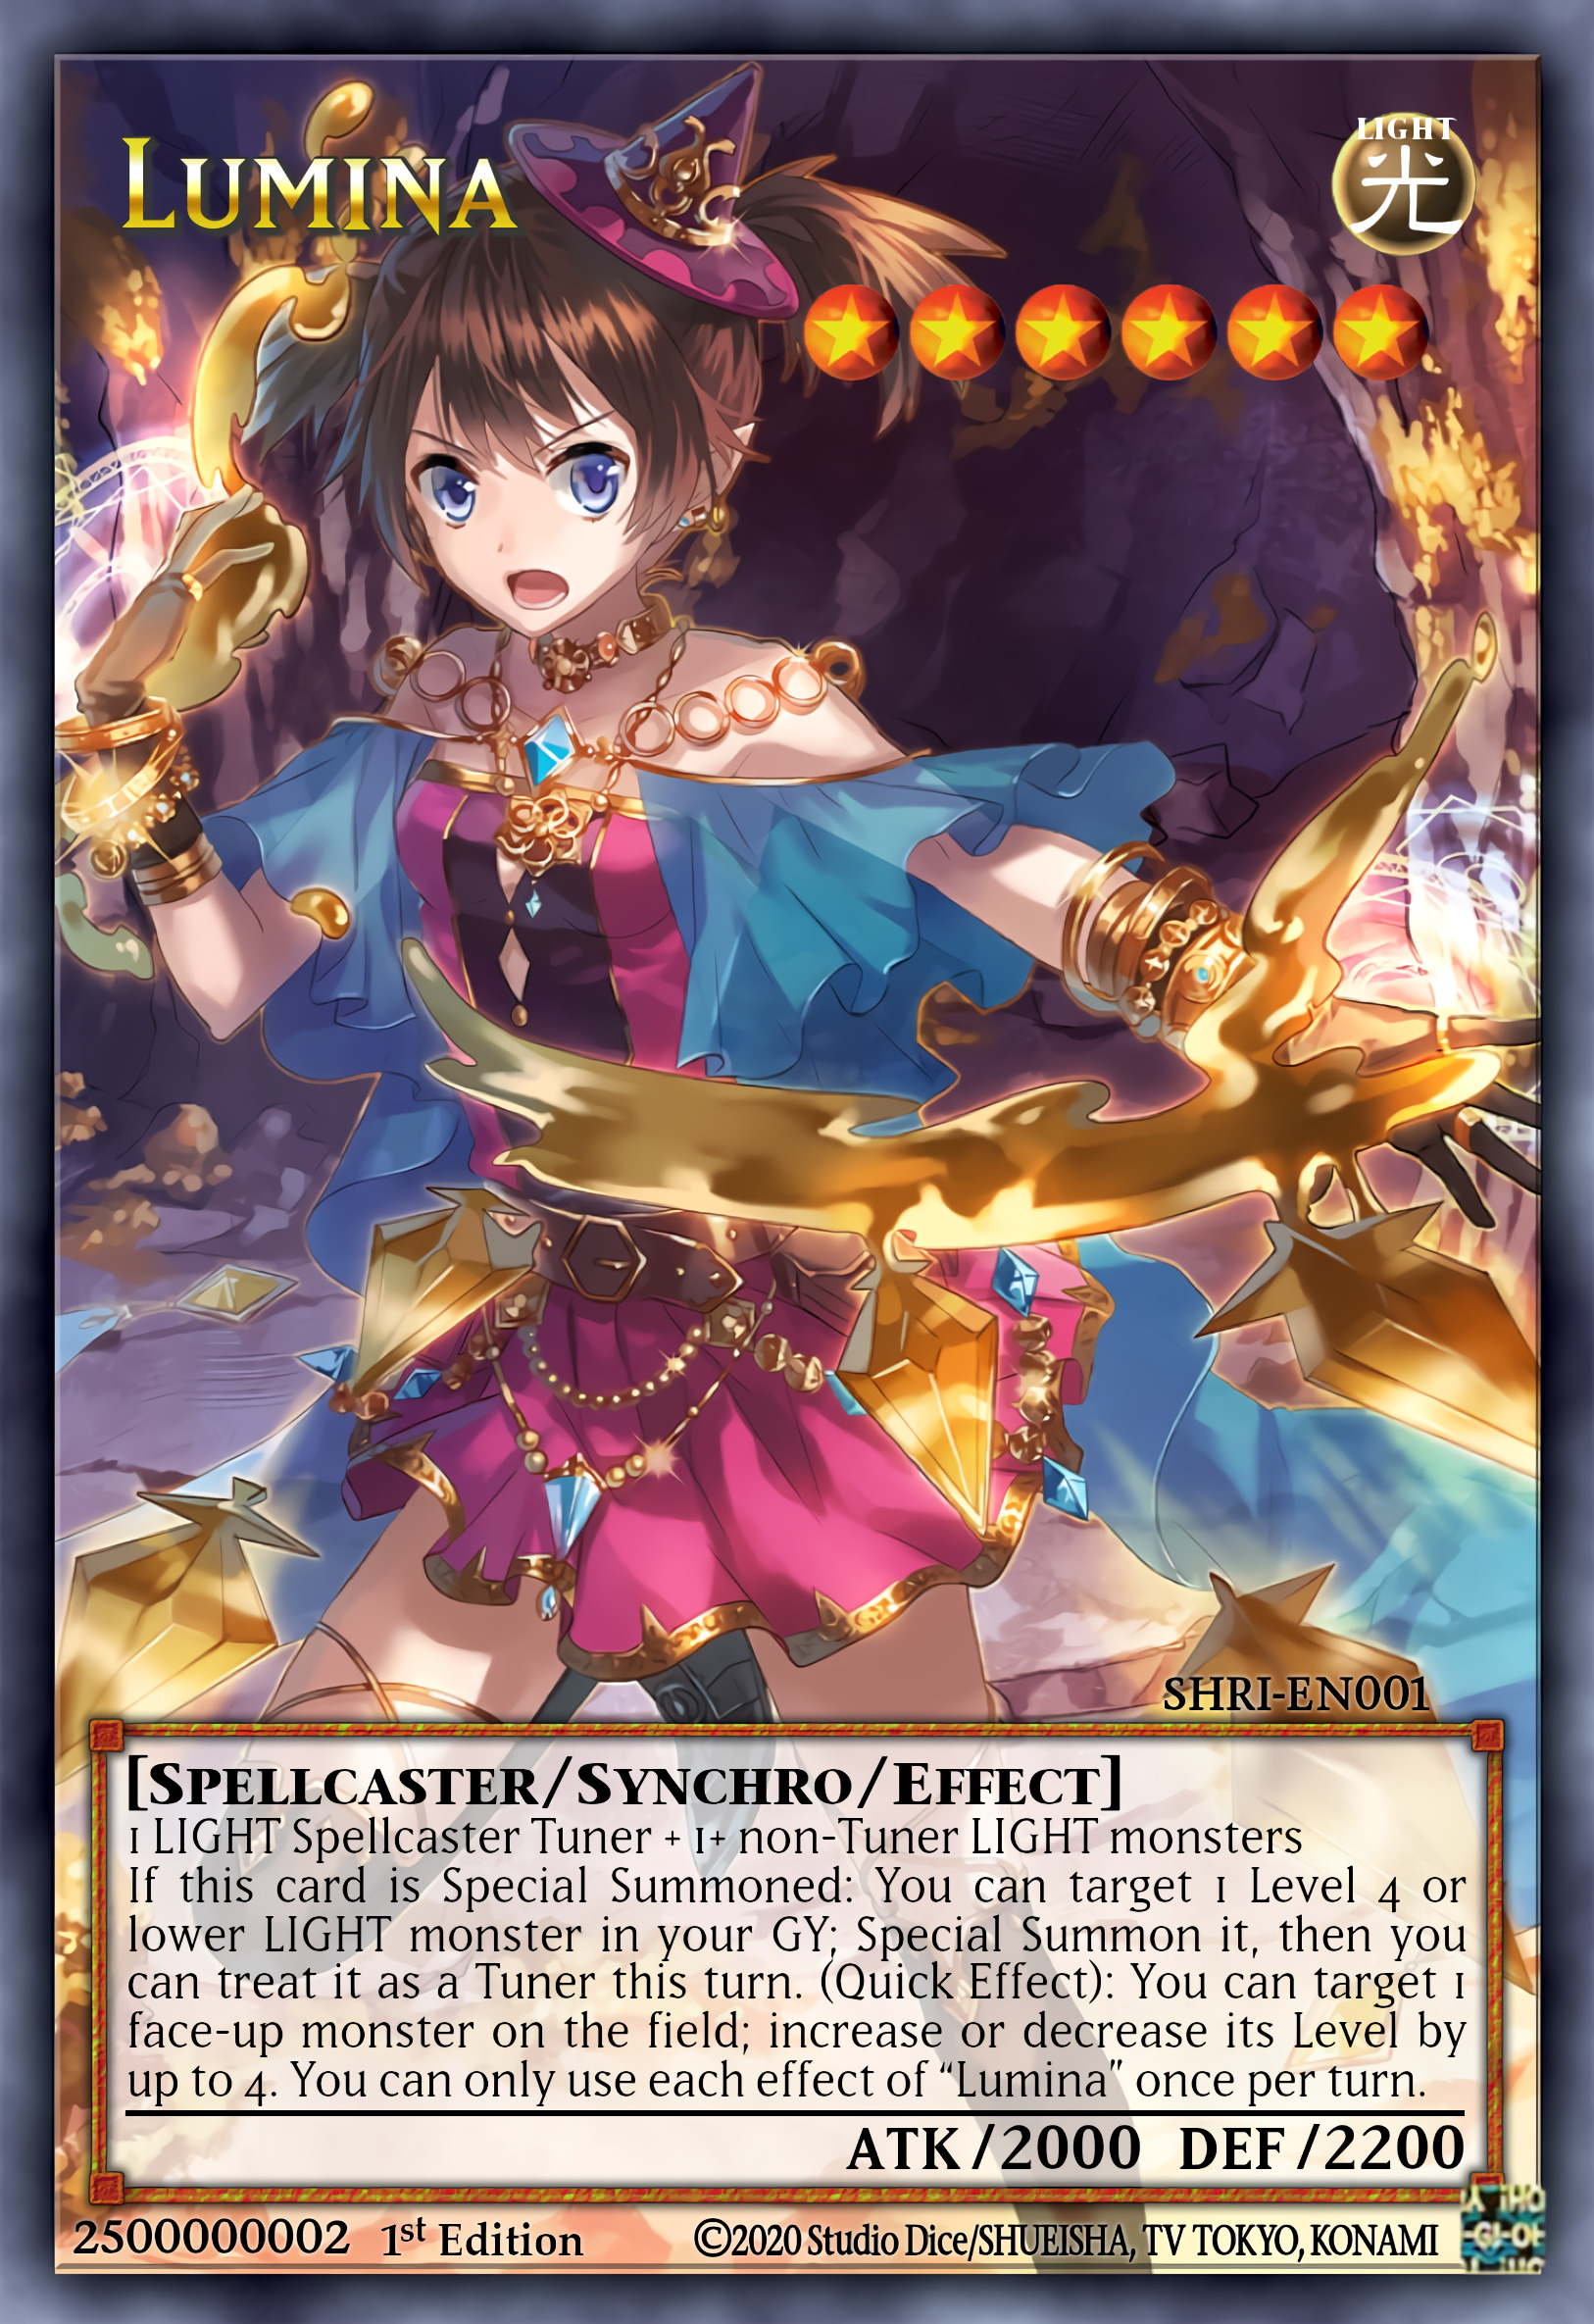 Lumina
LIGHT
光
SHRI-EN001
[Spellcaster/Synchro/Effect]
1 LIGHT Spellcaster Tuner + 1+ non-Tuner LIGHT monsters
If this card is Special Summoned: You can target 1 Level 4 or
lower LIGHT monster in your GY; Special Summon it, then you
can treat it as a Tuner this turn. (Quick Effect): You can target 1
face-up monster on the field; increase or decrease its Level by
up to 4. You can only use each effect of “Lumina” once per turn.
ATK/2000 DEF/2200
2500000002 1st Edition ©2020 Studio Dice/SHUEISHA, TV TOKYO, KONAMI